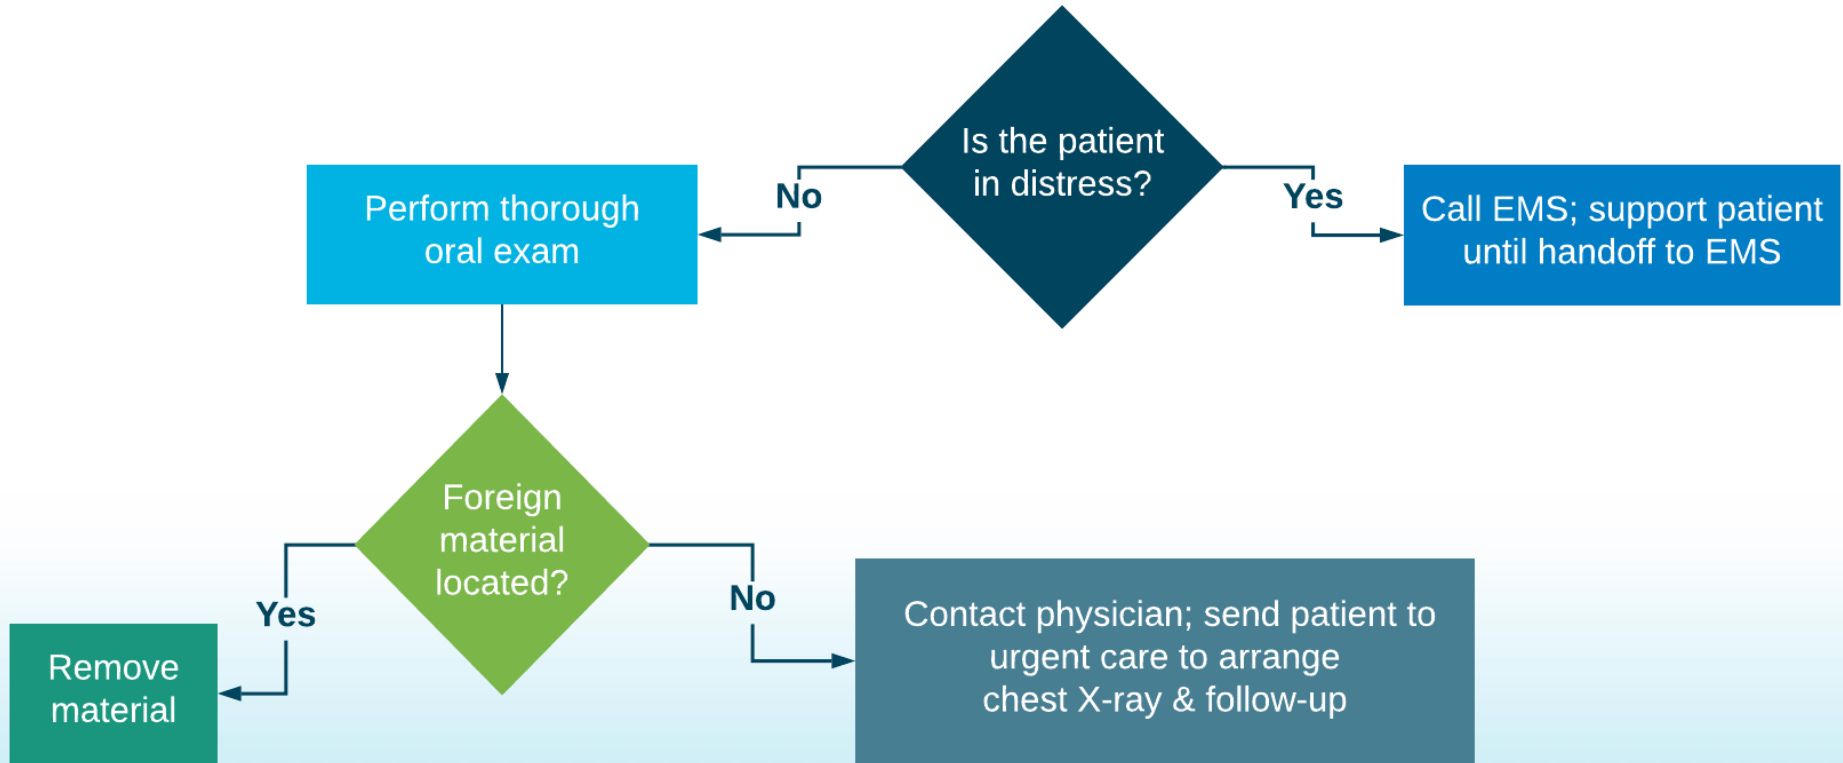 Is the patient
in distress?
No
Yes
Perform thorough
oral exam
Call EMS; support patient
until handoff to EMS
Foreign
material
located?
Yes
No
Remove
material
Contact physician; send patient to
urgent care to arrange
chest X-ray & follow-up